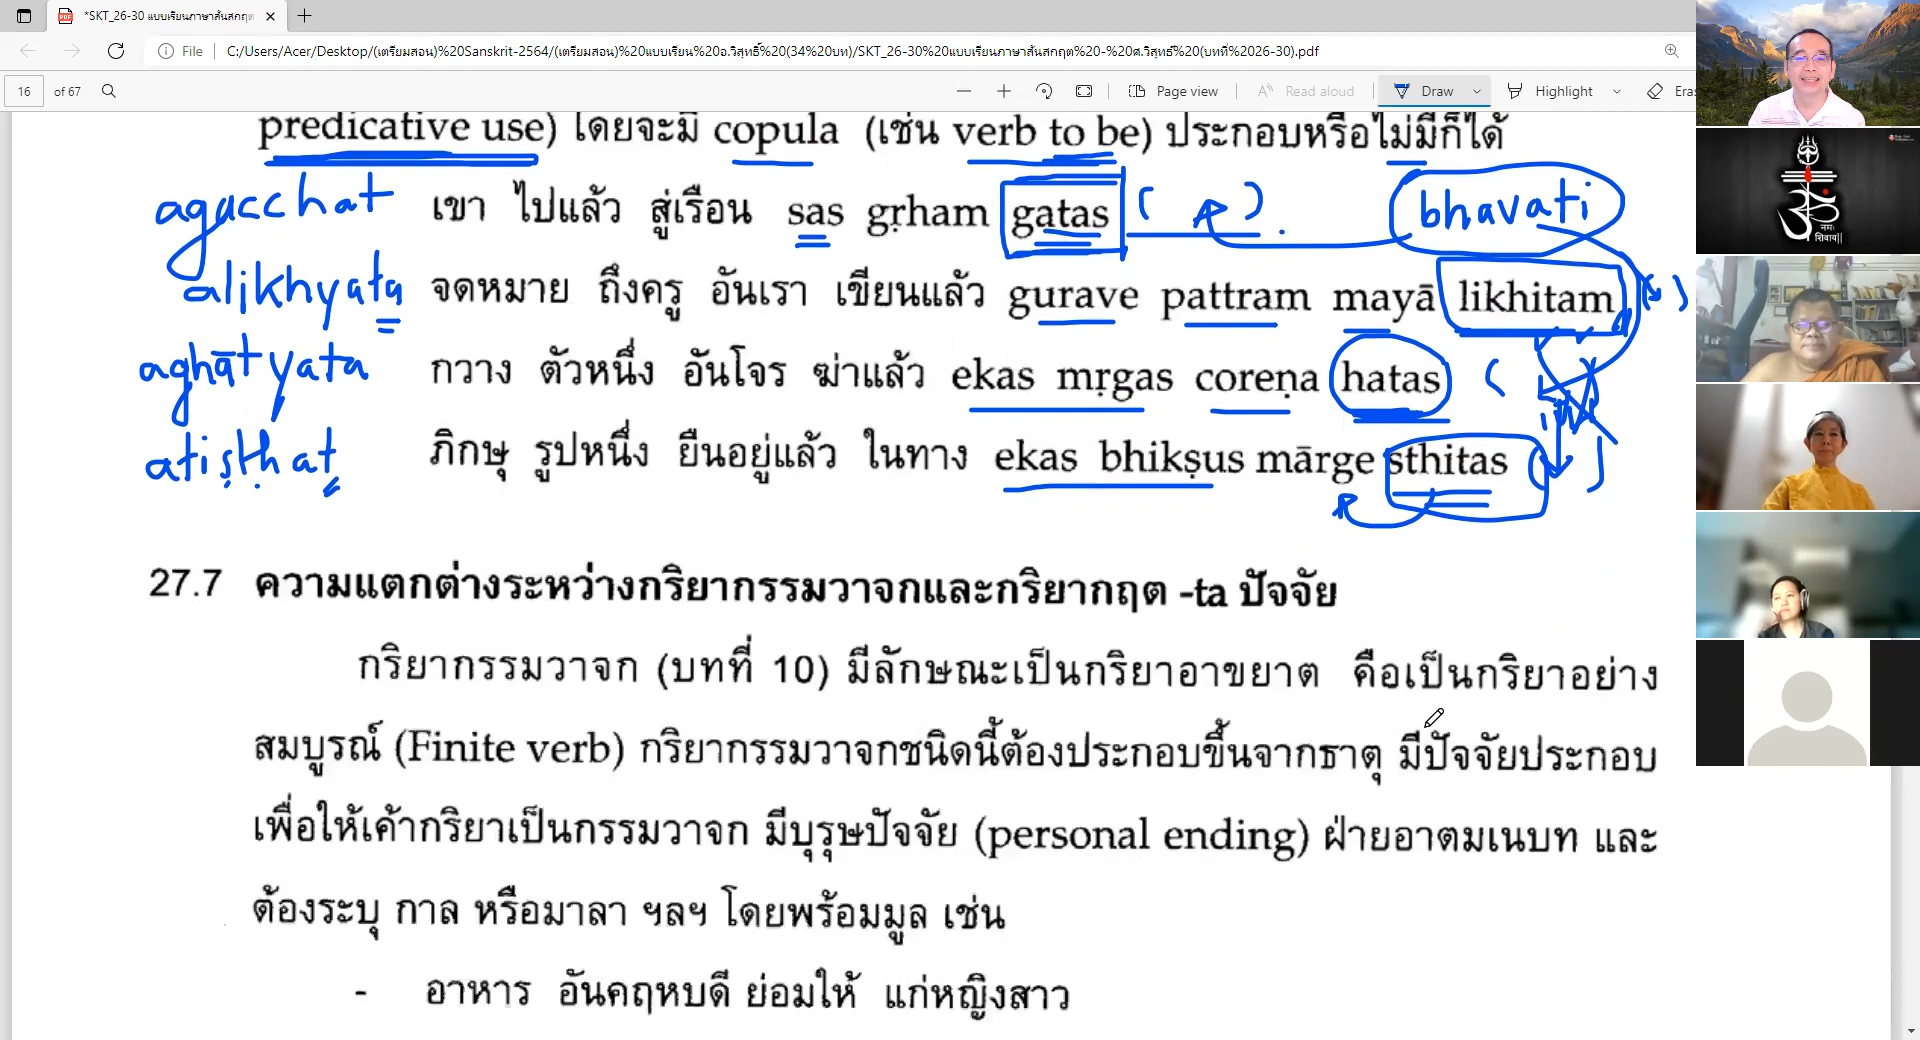 *SKT_26-30 แบบเรียนภาษาสันสกฤต
File C:/Users/Acer/Desktop/(เตรียมสอน)%20Sanskrit-2564/(เตรียมสอน)%20แบบเรียน%20อ.วิสุทธิ์%20(34%20บท)/SKT_26-30%20แบบเรียนภาษาสันสกฤต%20-%20ศ.วิสุทธ์%20(บทที่%2026-30).pdf
16 of 67 Page view Read aloud Draw Highlight
predicative use) โดยจะมี copula (เช่น verb to be) ประกอบหรือไม่มีก็ได้
agacchat เขา ไปแล้ว สู่เรือน sas gṛham gatas ( ). bhavati
alikhyata จดหมาย ถึงครู อันเรา เขียนแล้ว gurave pattram mayā likhitam ( )
aghātyata กวาง ตัวหนึ่ง อันโจร ฆ่าแล้ว ekas mṛgas coreṇa hatas (
atiṣṭhat ภิกษุ รูปหนึ่ง ยืนอยู่แล้ว ในทาง ekas bhikṣus mārge sthitas ( )
27.7 ความแตกต่างระหว่างกริยากรรมวาจกและกริยากฤต -ta ปัจจัย
กริยากรรมวาจก (บทที่ 10) มีลักษณะเป็นกริยาอาขยาต คือเป็นกริยาอย่าง
สมบูรณ์ (Finite verb) กริยากรรมวาจกชนิดนี้ต้องประกอบขึ้นจากธาตุ มีปัจจัยประกอบ
เพื่อให้เค้ากริยาเป็นกรรมวาจก มีบุรุษปัจจัย (personal ending) ฝ่ายอาตมเนบท และ
ต้องระบุ กาล หรือมาลา ฯลฯ โดยพร้อมมูล เช่น
- อาหาร อันคฤหบดี ย่อมให้ แก่หญิงสาว
ॐ
नमः
शिवाय||